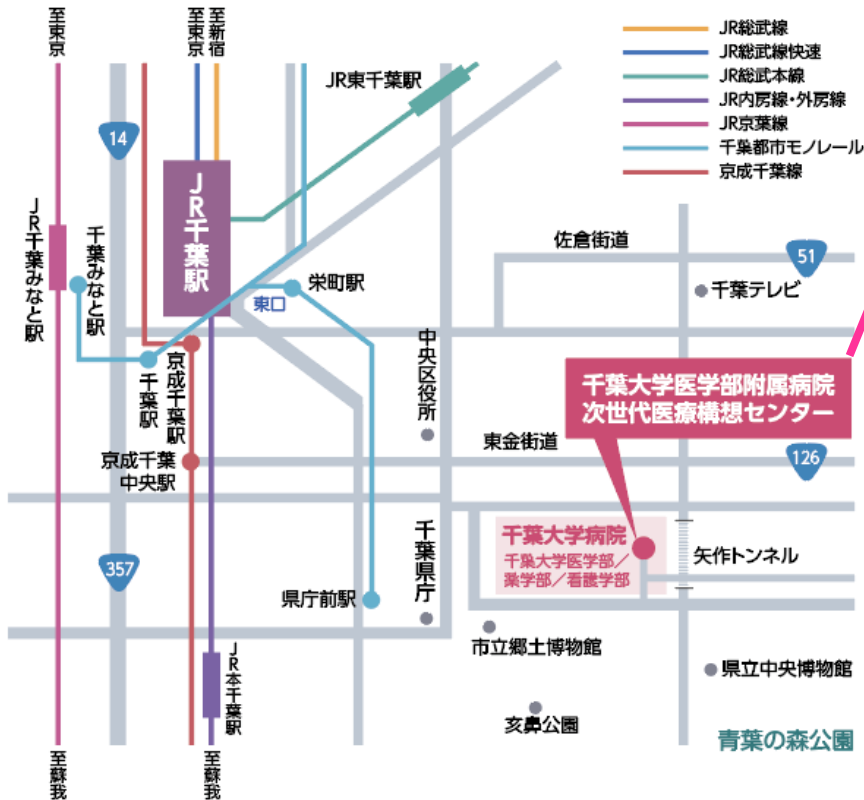 至東京
至東京
至新宿
JR総武線
JR総武線快速
JR総武本線
JR内房線・外房線
JR京葉線
千葉都市モノレール
京成千葉線
JR東千葉駅
14
JR千葉駅
JR千葉みなと駅
千葉みなと駅
佐倉街道
51
千葉テレビ
栄町駅
東口
千葉駅
京成千葉駅
中央区役所
千葉大学医学部附属病院
次世代医療構想センター
東金街道
126
京成千葉
中央駅
千葉大学病院
千葉大学医学部/
薬学部/看護学部
矢作トンネル
357
千葉県庁
県庁前駅
市立郷土博物館
JR本千葉駅
県立中央博物館
亥鼻公園
青葉の森公園
至蘇我
至蘇我